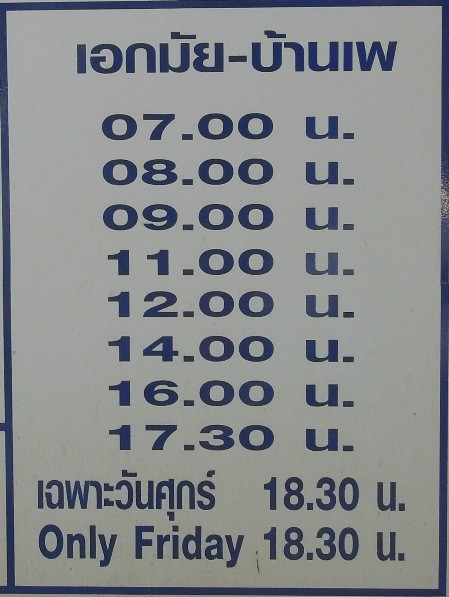 เอกมัย-บ้านเพ
07.00 น.
08.00 น.
09.00 น.
11.00 น.
12.00 น.
14.00 น.
16.00 น.
17.30 น.
เฉพาะวันศุกร์ 18.30 น.
Only Friday 18.30 น.